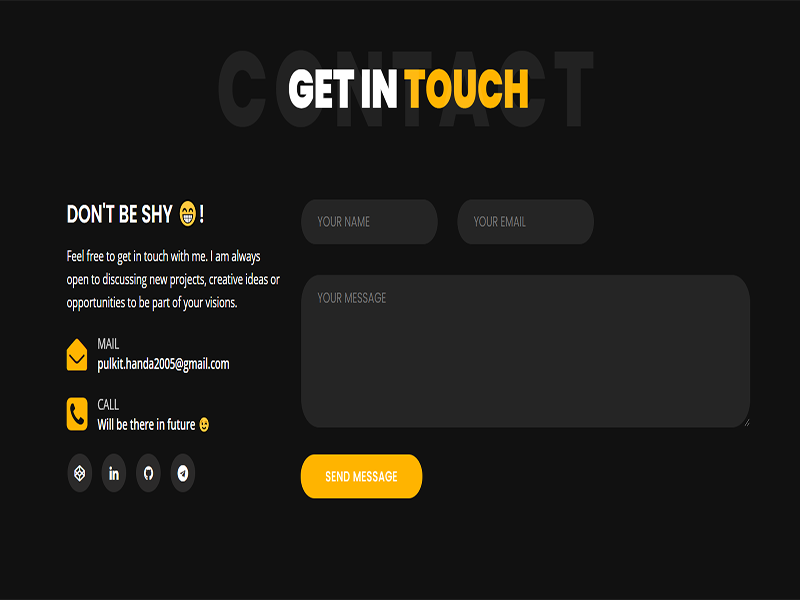 CONTACT
GET IN TOUCH
DON'T BE SHY 😁 !
Feel free to get in touch with me. I am always
open to discussing new projects, creative ideas or
opportunities to be part of your visions.
MAIL
pulkit.handa2005@gmail.com
CALL
Will be there in future 🙂
in
YOUR NAME
YOUR EMAIL
YOUR MESSAGE
SEND MESSAGE